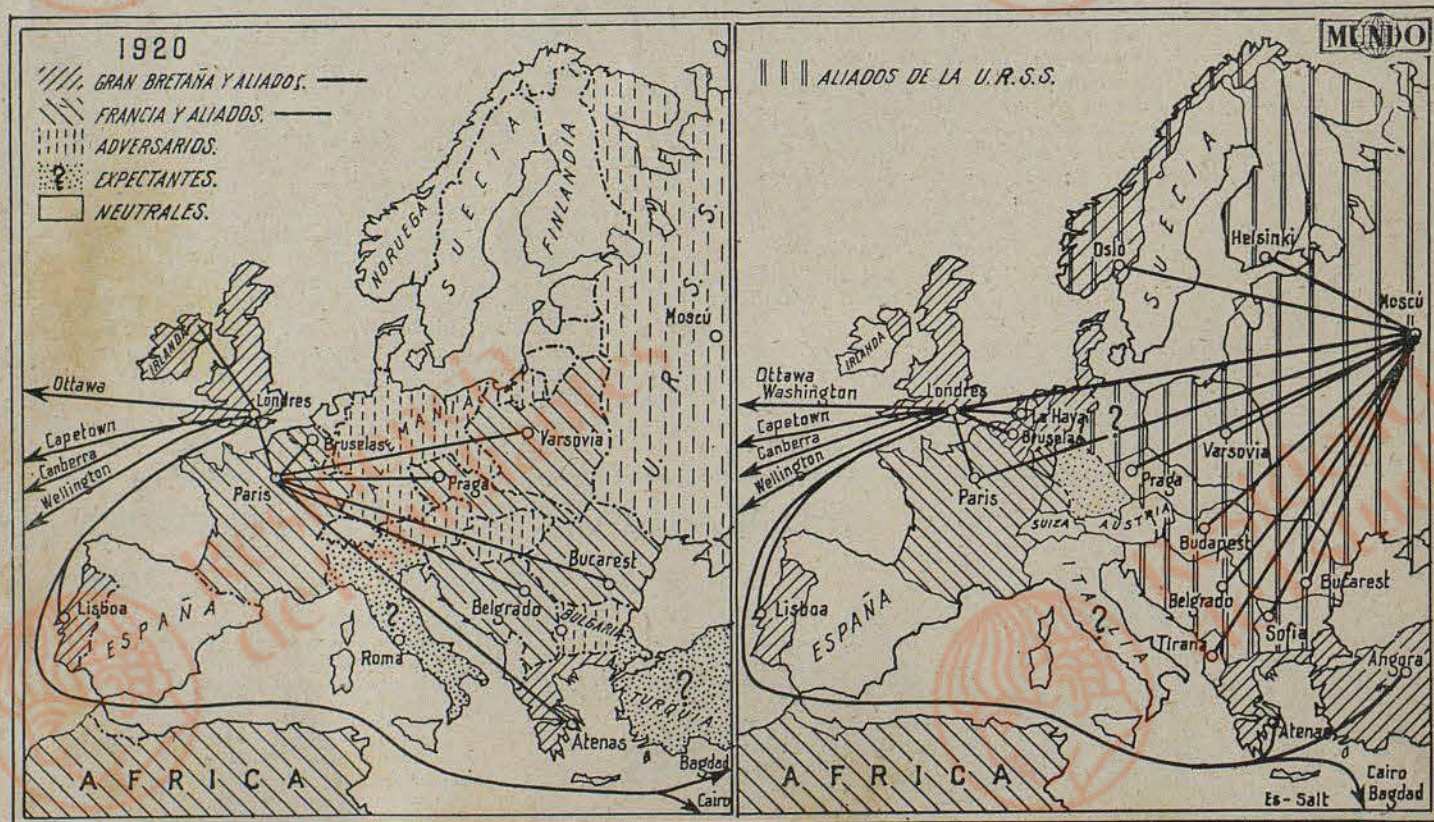 1920
GRAN BRETAÑA Y ALIADOS.
FRANCIA Y ALIADOS.
ADVERSARIOS.
? EXPECTANTES.
NEUTRALES.
NORUEGA
SUECIA
FINLANDIA
U. R. S. S.
Moscú
IRLANDA
Ottawa
Londres
Capetown
Canberra
Wellington
Bruselas
ALEMANIA
Varsovia
Paris
Praga
Bucarest
Belgrado
BULGARIA
Lisboa
ESPAÑA
?
Roma
?
TURQUIA
Atenas
Bagdad
Cairo
AFRICA
MUNDO
ALIADOS DE LA U.R.S.S.
SUECIA
Oslo
Helsinki
Moscú
IRLANDA
Ottawa
Washington
Londres
Capetown
Canberra
Wellington
La Haya
Bruselas
?
Varsovia
Paris
Praga
SUIZA
AUSTRIA
Budapest
Bucarest
Belgrado
Lisboa
ESPAÑA
ITALIA
?
Tirana
Sofia
Angora
Atenas
AFRICA
Es-Salt
Cairo
Bagdad